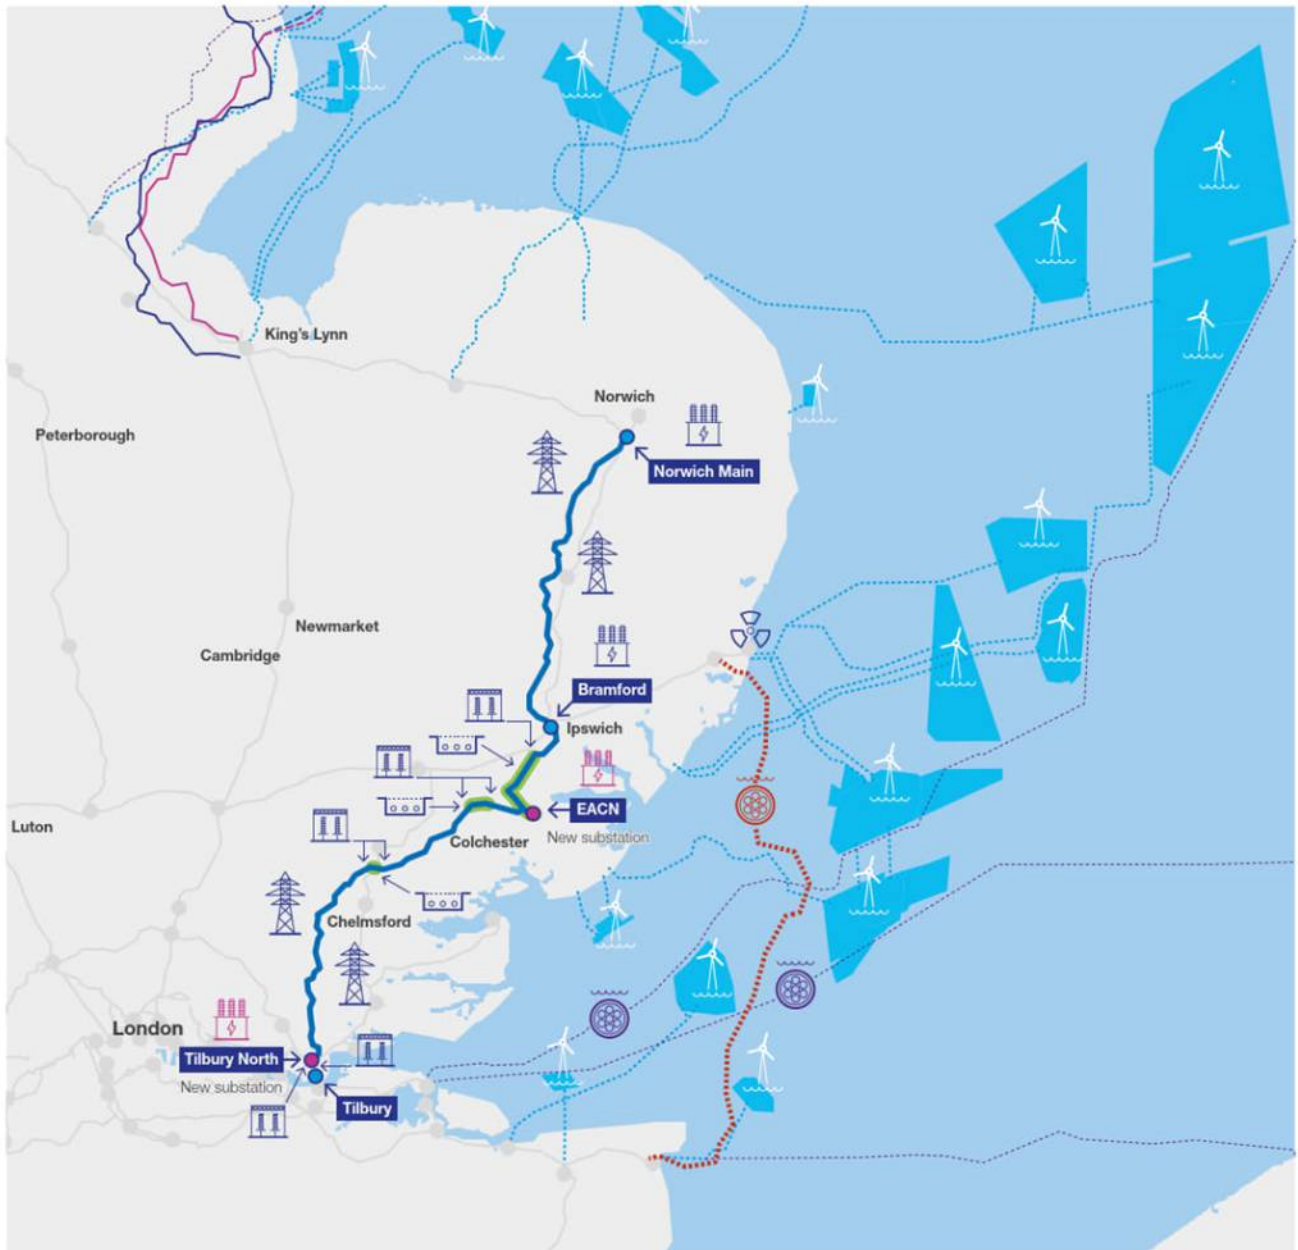 King's Lynn
Norwich
Peterborough
Norwich Main
Newmarket
Cambridge
Bramford
Ipswich
EACN
Luton
New substation
Colchester
Chelmsford
London
Tilbury North
New substation
Tilbury